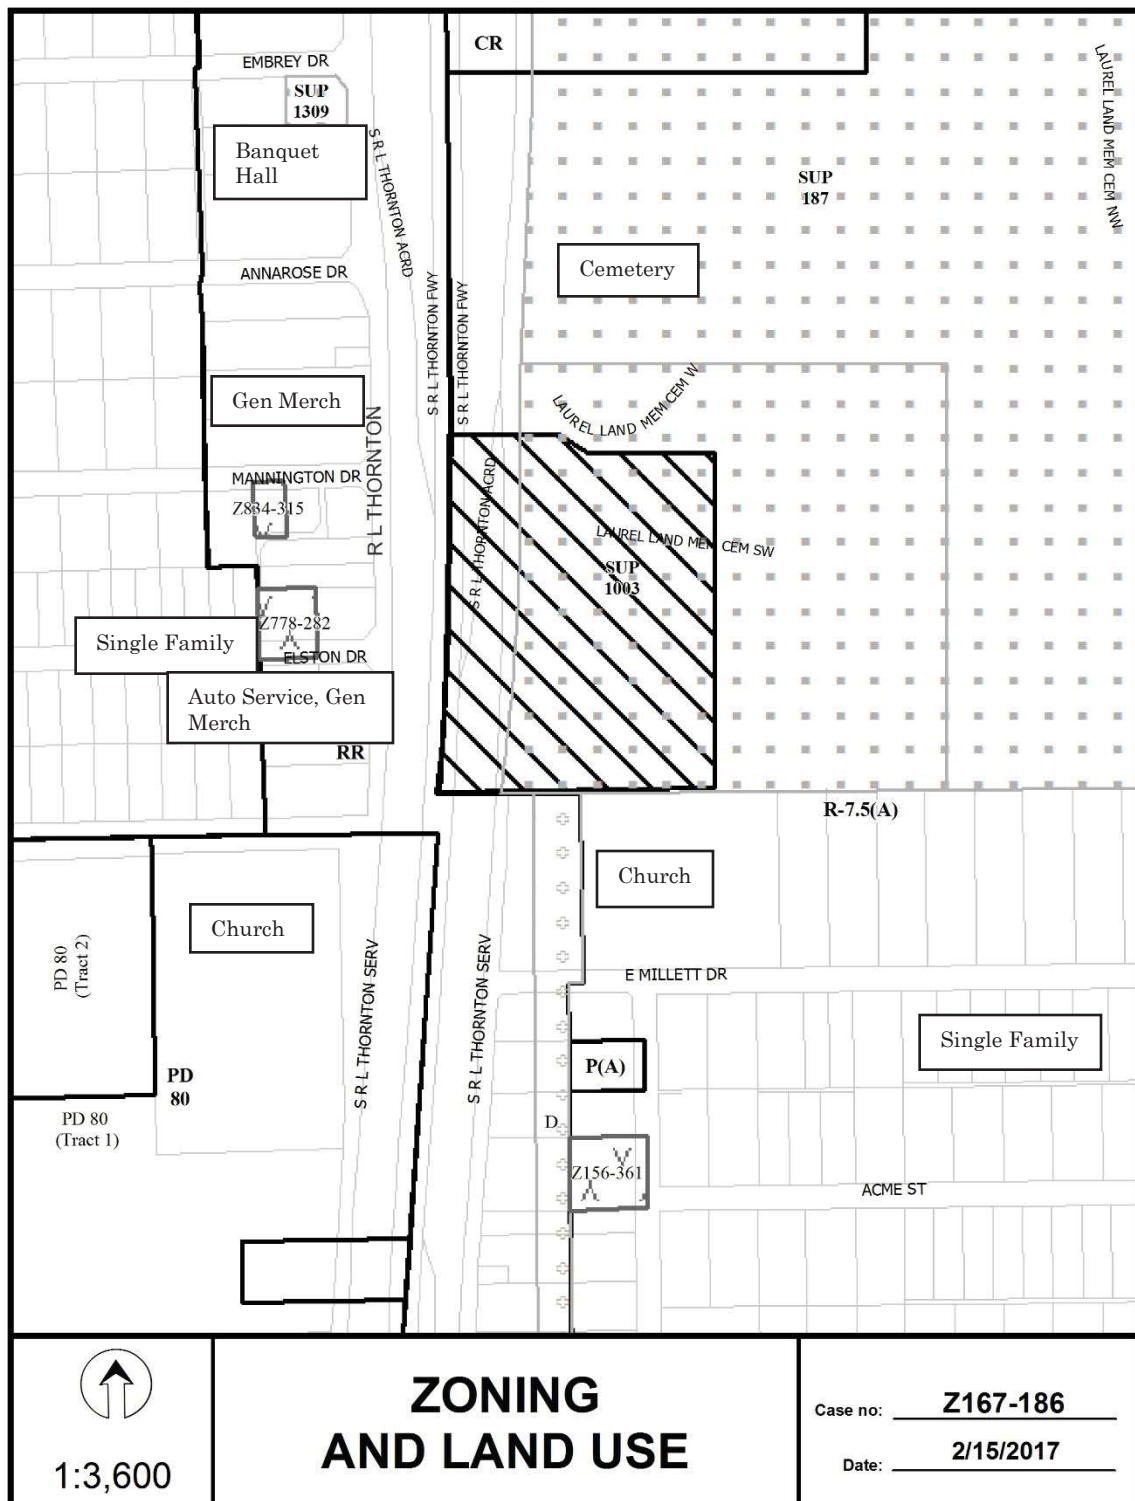 CR
EMBREY DR
SUP
1309
Banquet
Hall
S R L THORNTON ACRD
LAUREL LAND MEM CEM NW
SUP
187
Cemetery
ANNAROSE DR
S R L THORNTON FWY
S R L THORNTON FWY
Gen Merch
LAUREL LAND MEM CEM W
R L THORNTON
MANNINGTON DR
Z834-315
S R L THORNTON ACRD
LAUREL LAND MEM CEM SW
SUP
1003
Single Family
Z778-282
ELSTON DR
Auto Service, Gen
Merch
RR
R-7.5(A)
Church
Church
PD 80
(Tract 2)
S R L THORNTON SERV
S R L THORNTON SERV
E MILLETT DR
Single Family
P(A)
PD
80
PD 80
(Tract 1)
D
Z156-361
ACME ST
1:3,600
ZONING
AND LAND USE
Case no: Z167-186
Date: 2/15/2017